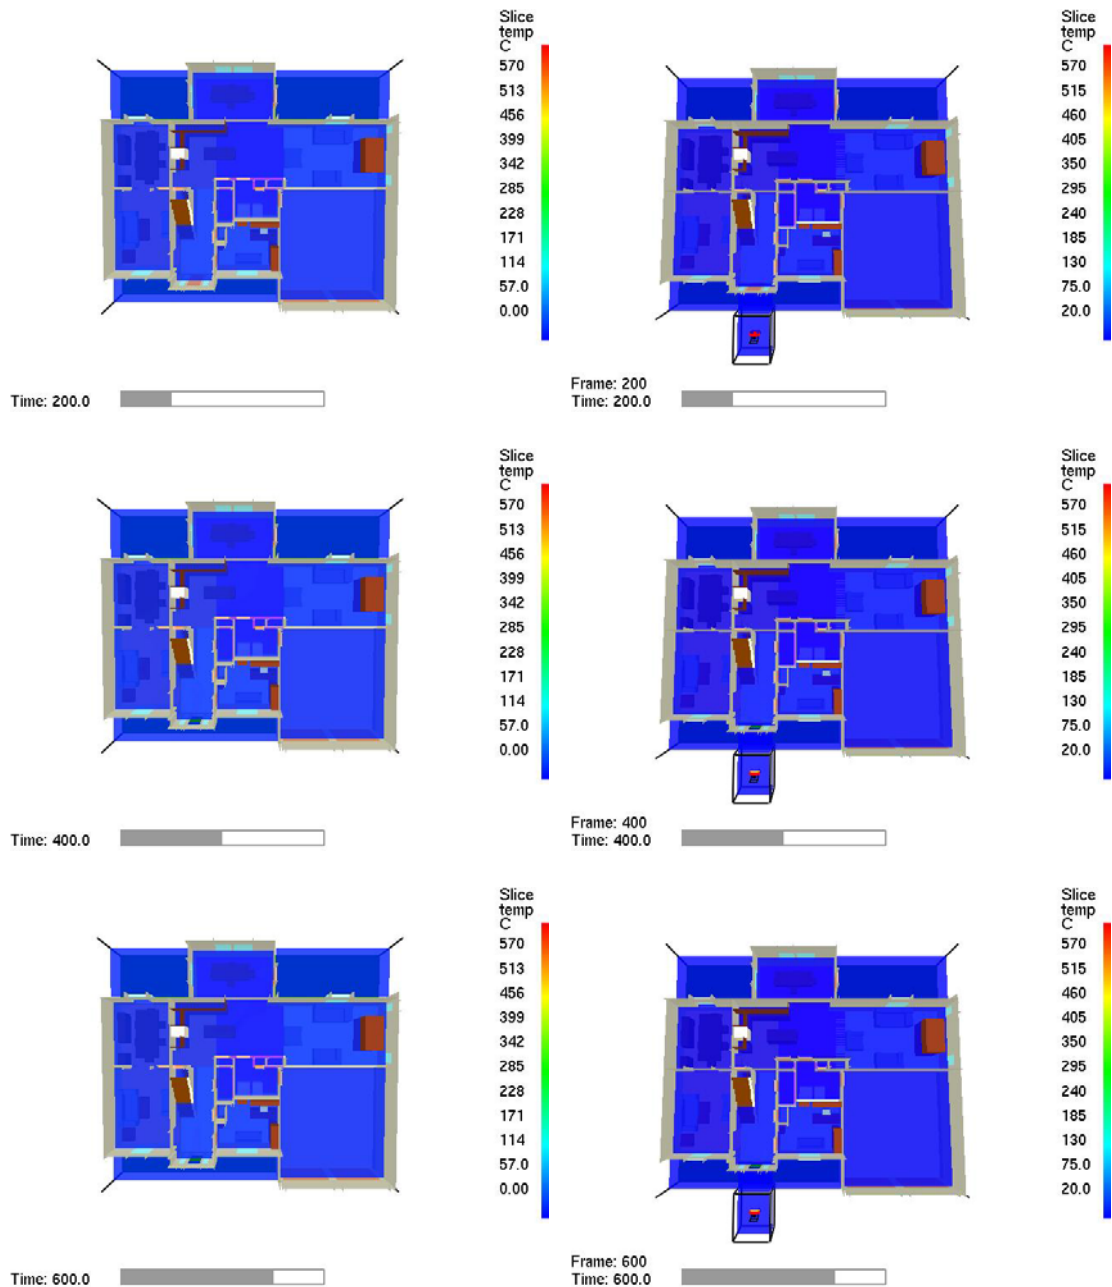 Slice
temp
C
570
513
456
399
342
285
228
171
114
57.0
0.00
Time: 200.0
Slice
temp
C
570
515
460
405
350
295
240
185
130
75.0
20.0
Frame: 200
Time: 200.0
Slice
temp
C
570
513
456
399
342
285
228
171
114
57.0
0.00
Time: 400.0
Slice
temp
C
570
515
460
405
350
295
240
185
130
75.0
20.0
Frame: 400
Time: 400.0
Slice
temp
C
570
513
456
399
342
285
228
171
114
57.0
0.00
Time: 600.0
Slice
temp
C
570
515
460
405
350
295
240
185
130
75.0
20.0
Frame: 600
Time: 600.0